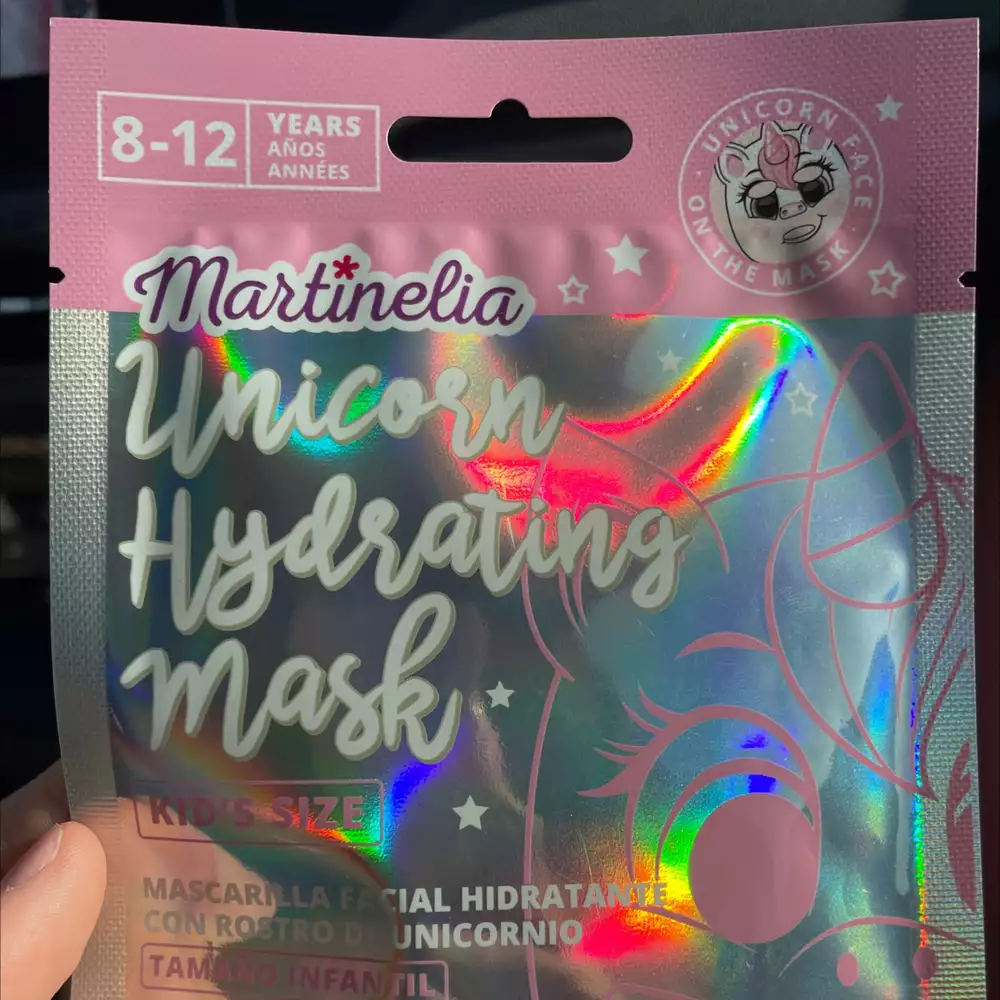 8-12
YEARS
AÑOS
ANNÉES
UNICORN FACE
ON THE MASK
Martinelia
Unicorn
Hydrating
Mask
KID'S SIZE
MASCARILLA FACIAL HIDRATANTE
CON ROSTRO DE UNICORNIO
TAMAÑO INFANTIL